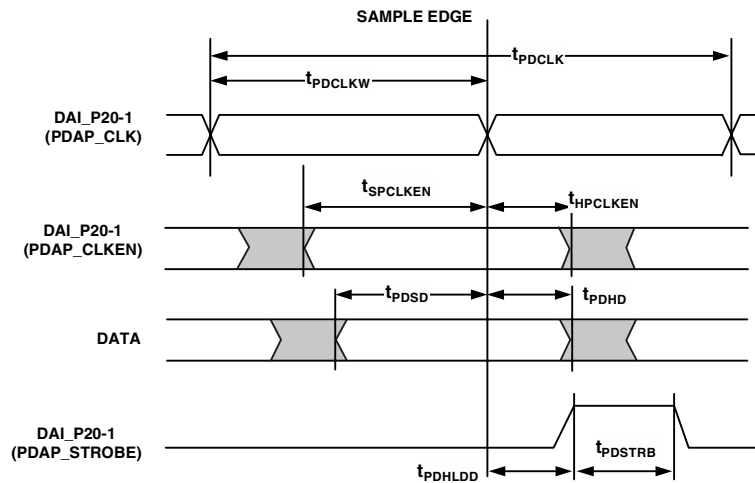 SAMPLE EDGE
tPDCLK
tPDCLKW
DAI_P20-1
(PDAP_CLK)
tSPCLKEN
tHPCLKEN
DAI_P20-1
(PDAP_CLKEN)
tPDSD
tPDHD
DATA
DAI_P20-1
(PDAP_STROBE)
tPDSTRB
tPDHLDD